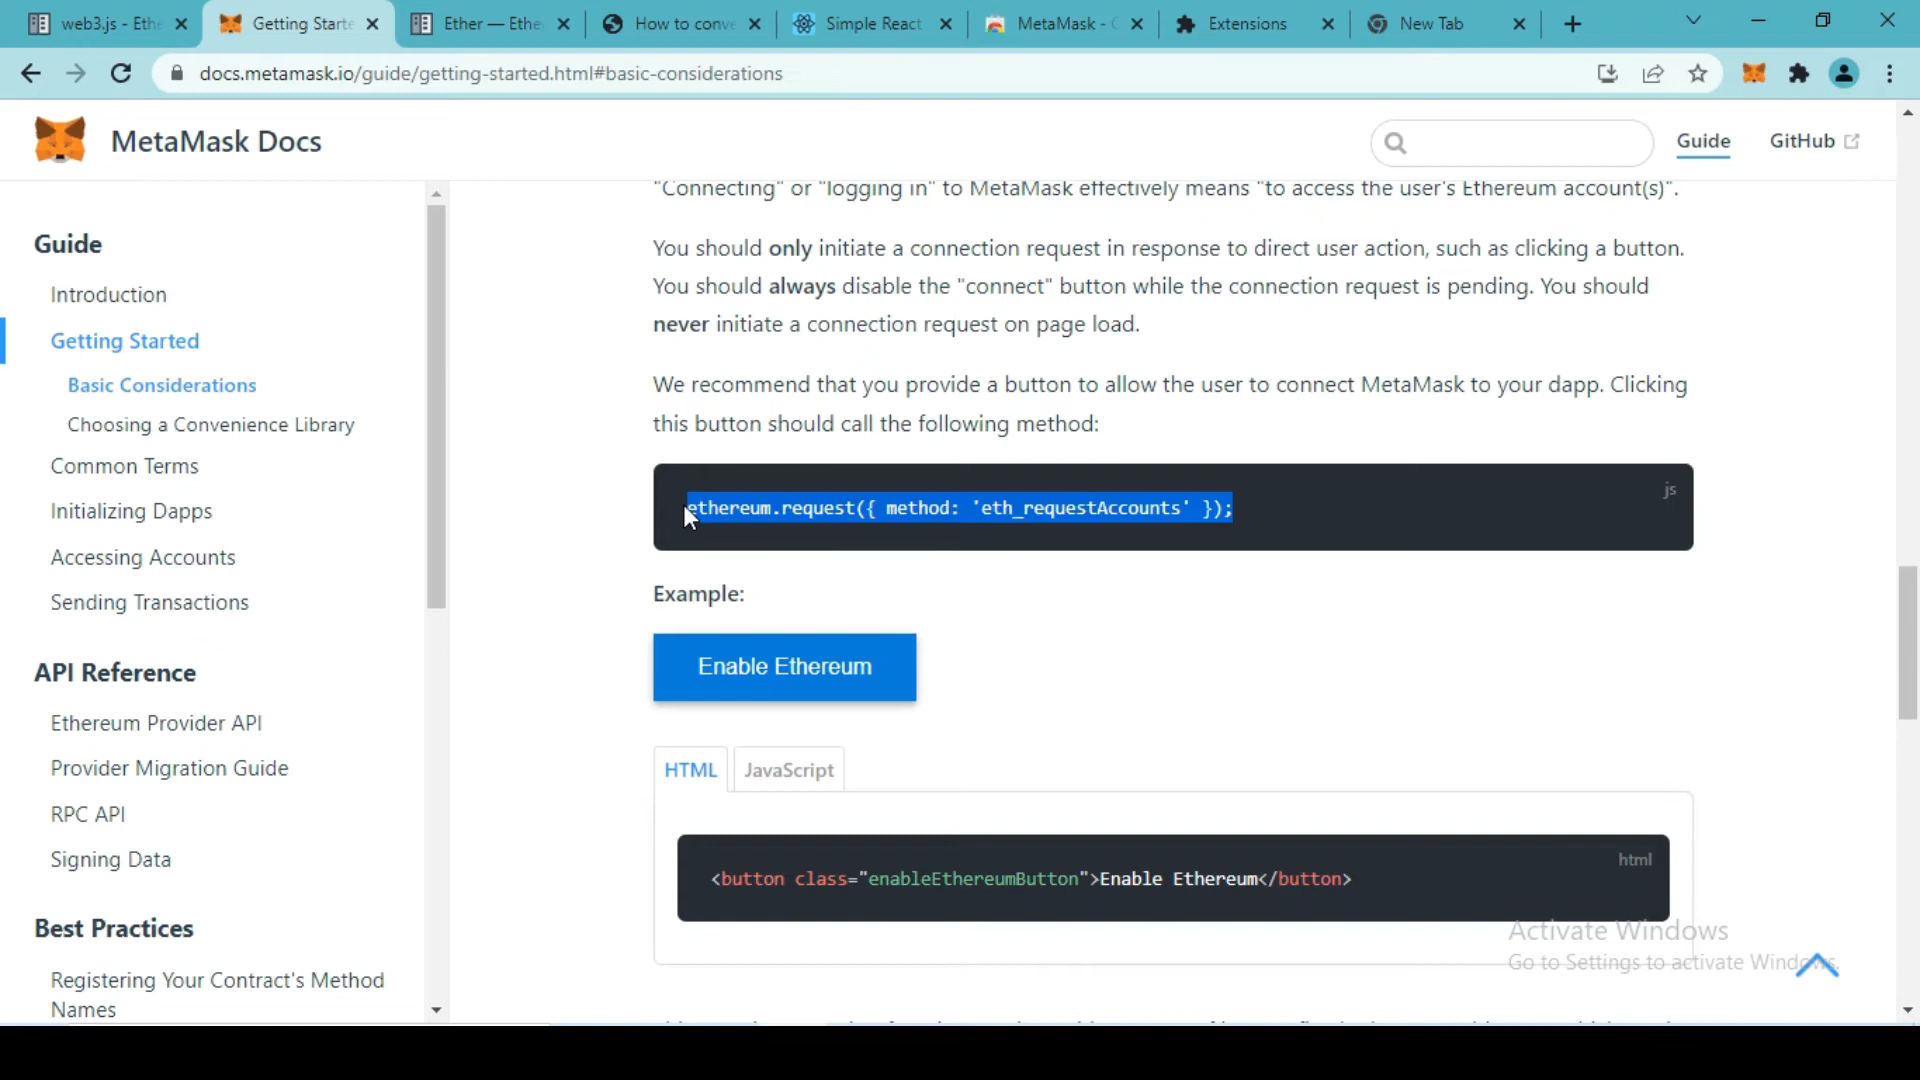 web3.js - Eth
Getting Starte
Ether — Ethe
How to conve
Simple React
MetaMask - C
Extensions
New Tab
docs.metamask.io/guide/getting-started.html#basic-considerations
MetaMask Docs
Guide
GitHub
Guide
Introduction
Getting Started
Basic Considerations
Choosing a Convenience Library
Common Terms
Initializing Dapps
Accessing Accounts
Sending Transactions
API Reference
Ethereum Provider API
Provider Migration Guide
RPC API
Signing Data
Best Practices
Registering Your Contract's Method
Names
"Connecting" or "logging in" to MetaMask effectively means "to access the user's Ethereum account(s)".
You should only initiate a connection request in response to direct user action, such as clicking a button.
You should always disable the "connect" button while the connection request is pending. You should
never initiate a connection request on page load.
We recommend that you provide a button to allow the user to connect MetaMask to your dapp. Clicking
this button should call the following method:
js
ethereum.request({ method: 'eth_requestAccounts' });
Example:
Enable Ethereum
HTML
JavaScript
html
<button class="enableEthereumButton">Enable Ethereum</button>
Activate Windows
Go to Settings to activate Windows.